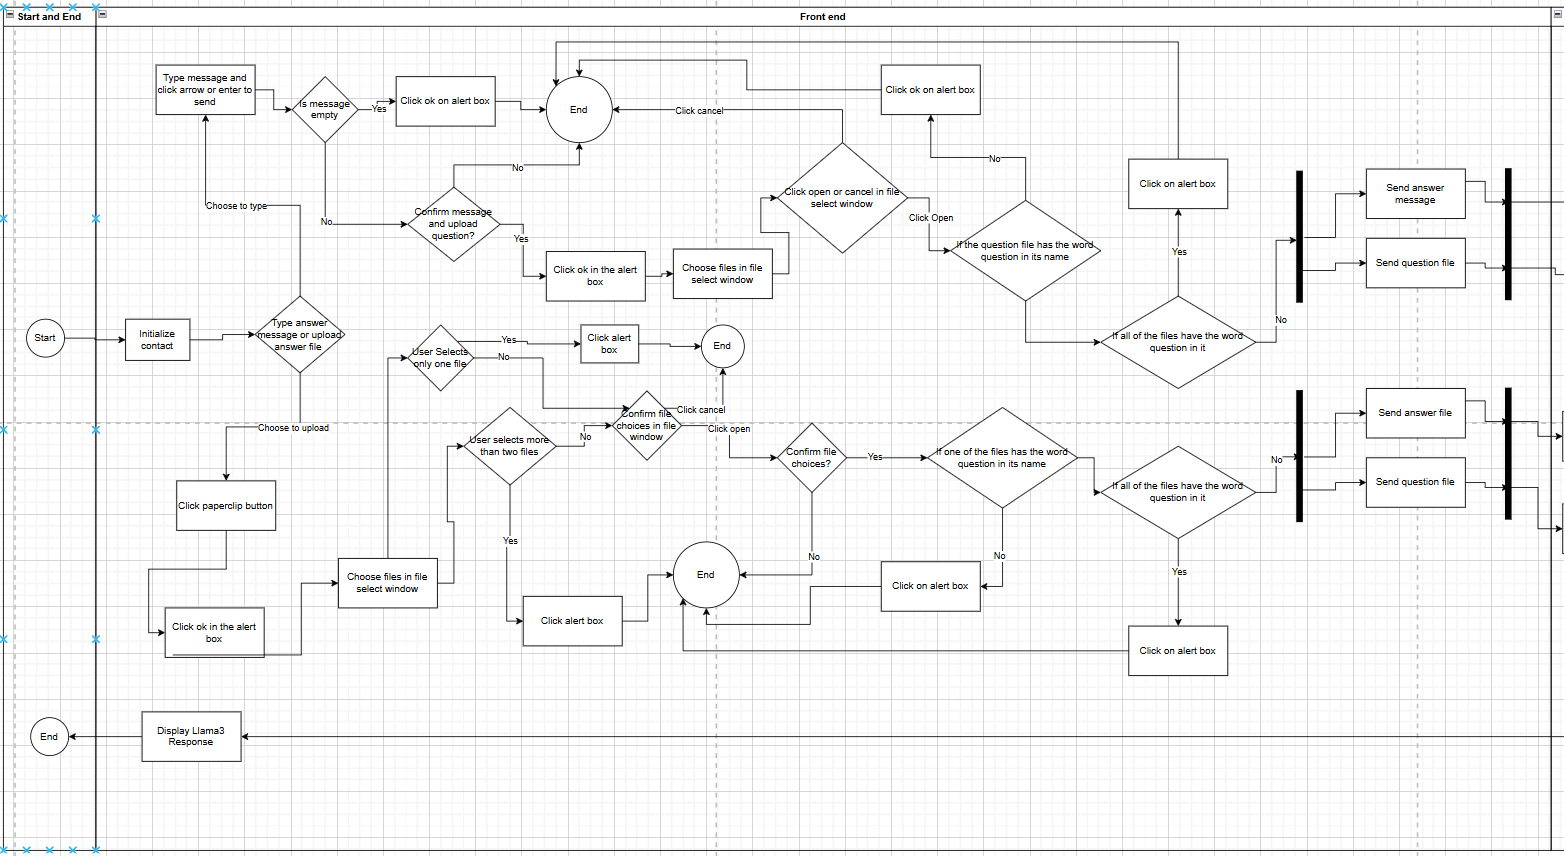 Start and End
Front end
Type message and
click arrow or enter to
send
Is message
empty
Yes
Click ok on alert box
End
Click cancel
Click ok on alert box
No
Choose to type
No
Confirm message
and upload
question?
No
Yes
Click ok in the alert
box
Choose files in file
select window
Click open or cancel in file
select window
Click Open
If the question file has the word
question in its name
Click on alert box
Yes
If all of the files have the word
question in it
No
Send answer
message
Send question file
Start
Initialize
contact
Type answer
message or upload
answer file
User Selects
only one file
Yes
No
Click alert
box
End
Choose to upload
User selects more
than two files
No
Confirm file
choices in file
window
Click cancel
Click open
Confirm file
choices?
Yes
If one of the files has the word
question in its name
If all of the files have the word
question in it
No
Send answer file
Send question file
Click paperclip button
Yes
No
No
Yes
Choose files in file
select window
End
Click on alert box
Click ok in the alert
box
Click alert box
Click on alert box
End
Display Llama3
Response